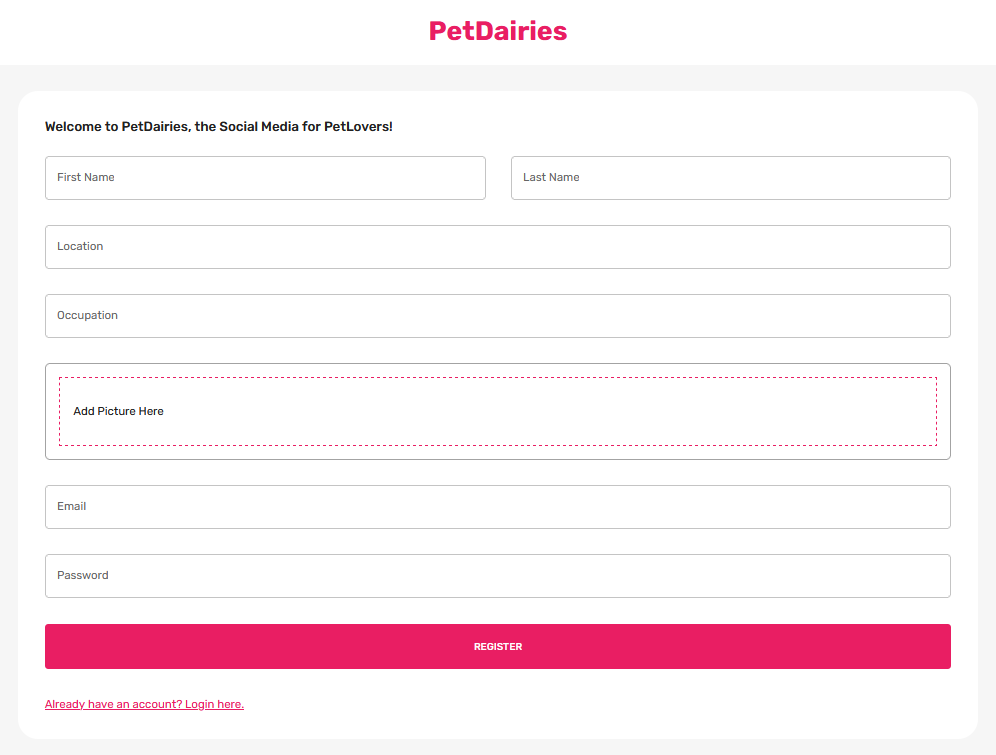 PetDairies
Welcome to PetDairies, the Social Media for PetLovers!
First Name
Last Name
Location
Occupation
Add Picture Here
Email
Password
REGISTER
Already have an account? Login here.